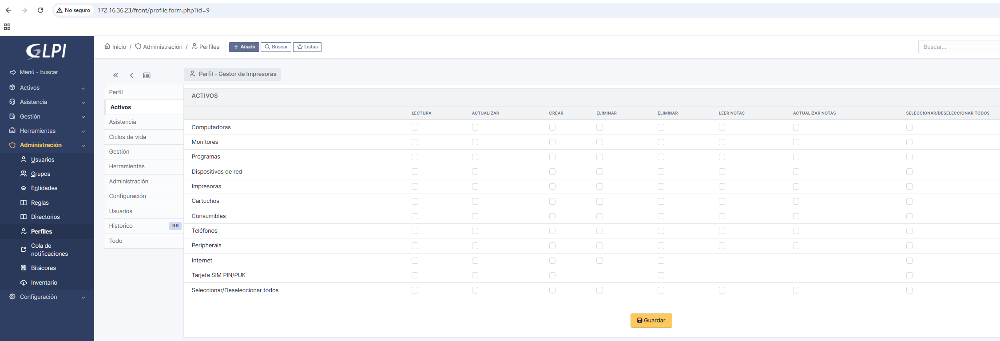 No seguro 172.16.36.23/front/profile.form.php?id=9
GLPI
Inicio / Administración / Perfiles
Añadir
Buscar
Listas
Buscar...
Menú - buscar
Activos
Asistencia
Gestión
Herramientas
Administración
Usuarios
Grupos
Entidades
Reglas
Directorios
Perfiles
Cola de
notificaciones
Bitácoras
Inventario
Configuración
Perfil - Gestor de Impresoras
Perfil
Activos
Asistencia
Ciclos de vida
Gestión
Herramientas
Administración
Configuración
Usuarios
Historico 96
Todo
ACTIVOS
LECTURA ACTUALIZAR CREAR ELIMINAR ELIMINAR LEER NOTAS ACTUALIZAR NOTAS SELECCIONAR/DESELECCIONAR TODOS
Computadoras
Monitores
Programas
Dispositivos de red
Impresoras
Cartuchos
Consumibles
Teléfonos
Peripherals
Internet
Tarjeta SIM PIN/PUK
Seleccionar/Deseleccionar todos
Guardar